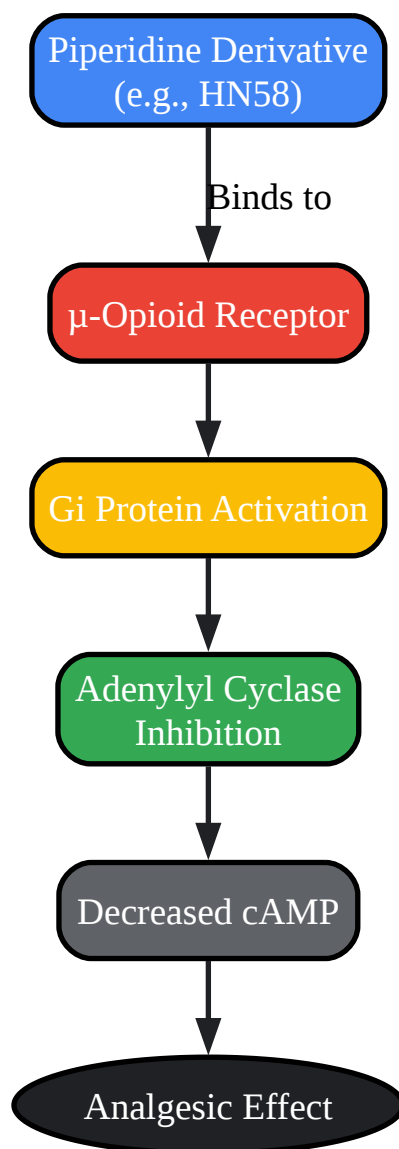 Piperidine Derivative
(e.g., HN58)
Binds to
µ-Opioid Receptor
Gi Protein Activation
Adenylyl Cyclase
Inhibition
Decreased cAMP
Analgesic Effect